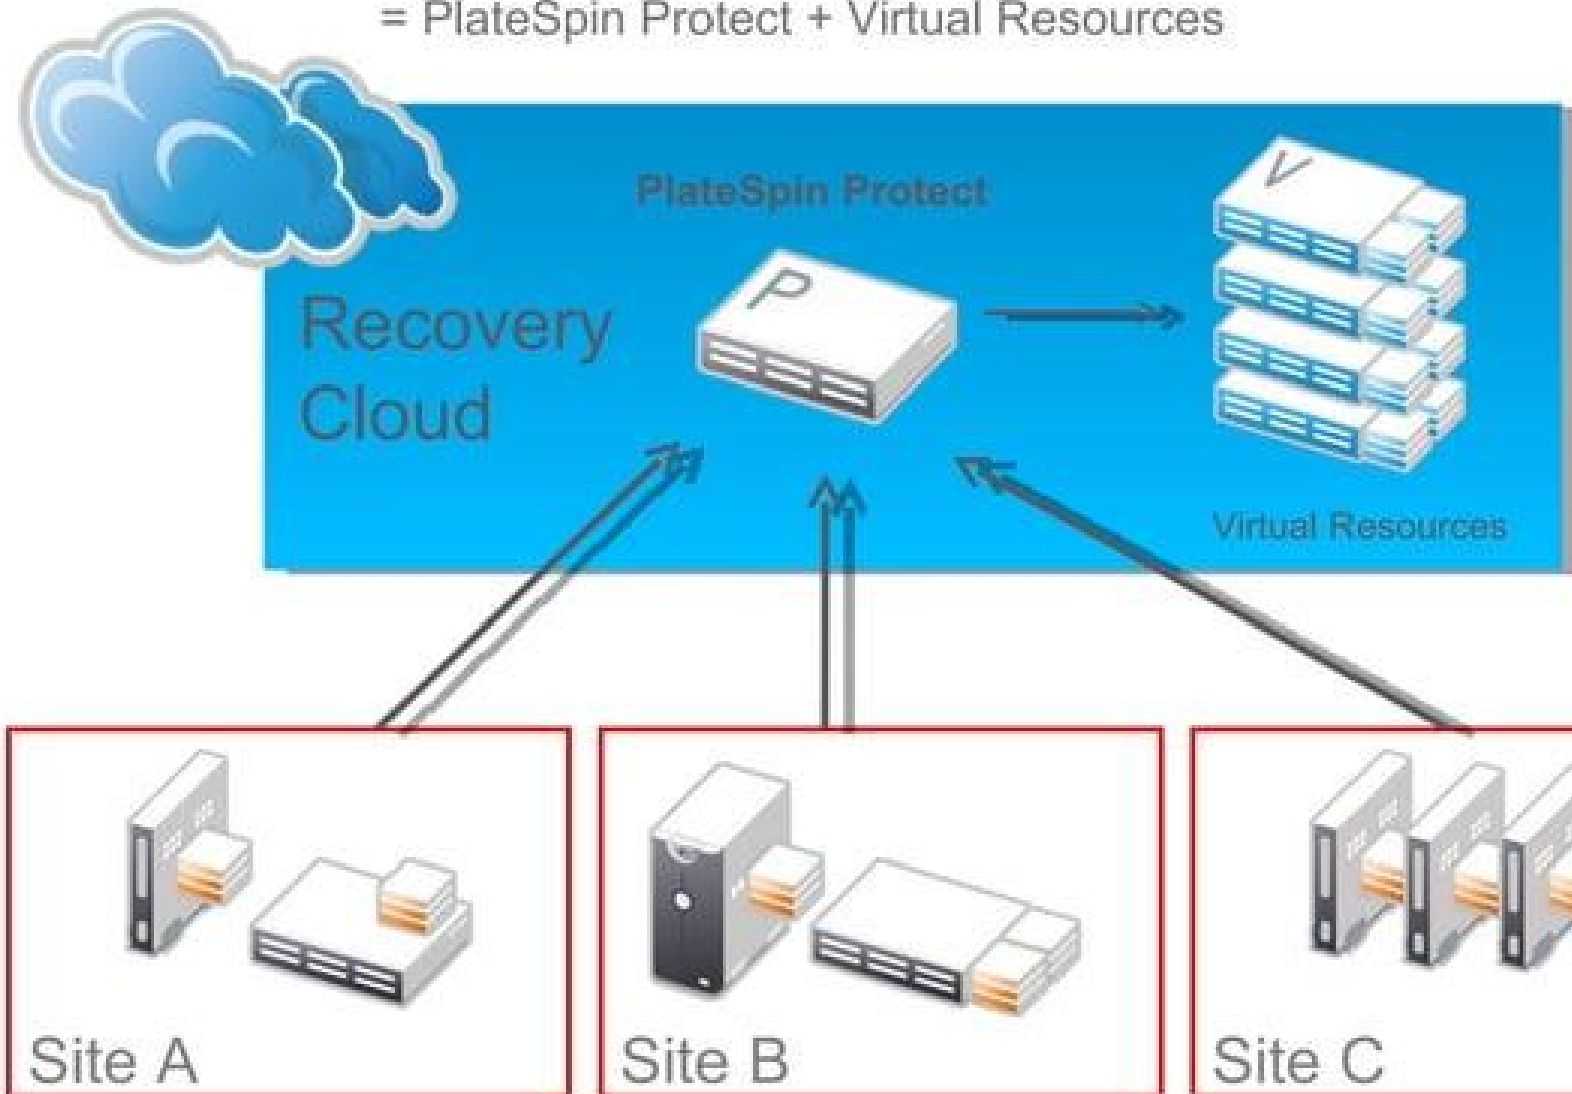 = PlateSpin Protect + Virtual Resources
PlateSpin Protect
V
P
Recovery
Cloud
Virtual Resources
Site A
Site B
Site C